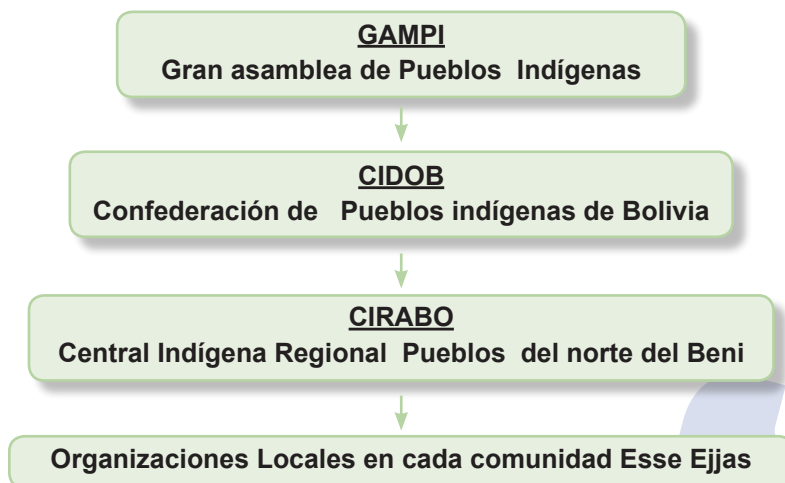 GAMPI
Gran asamblea de Pueblos Indígenas
CIDOB
Confederación de Pueblos indígenas de Bolivia
CIRABO
Central Indígena Regional Pueblos del norte del Beni
Organizaciones Locales en cada comunidad Esse Ejjas